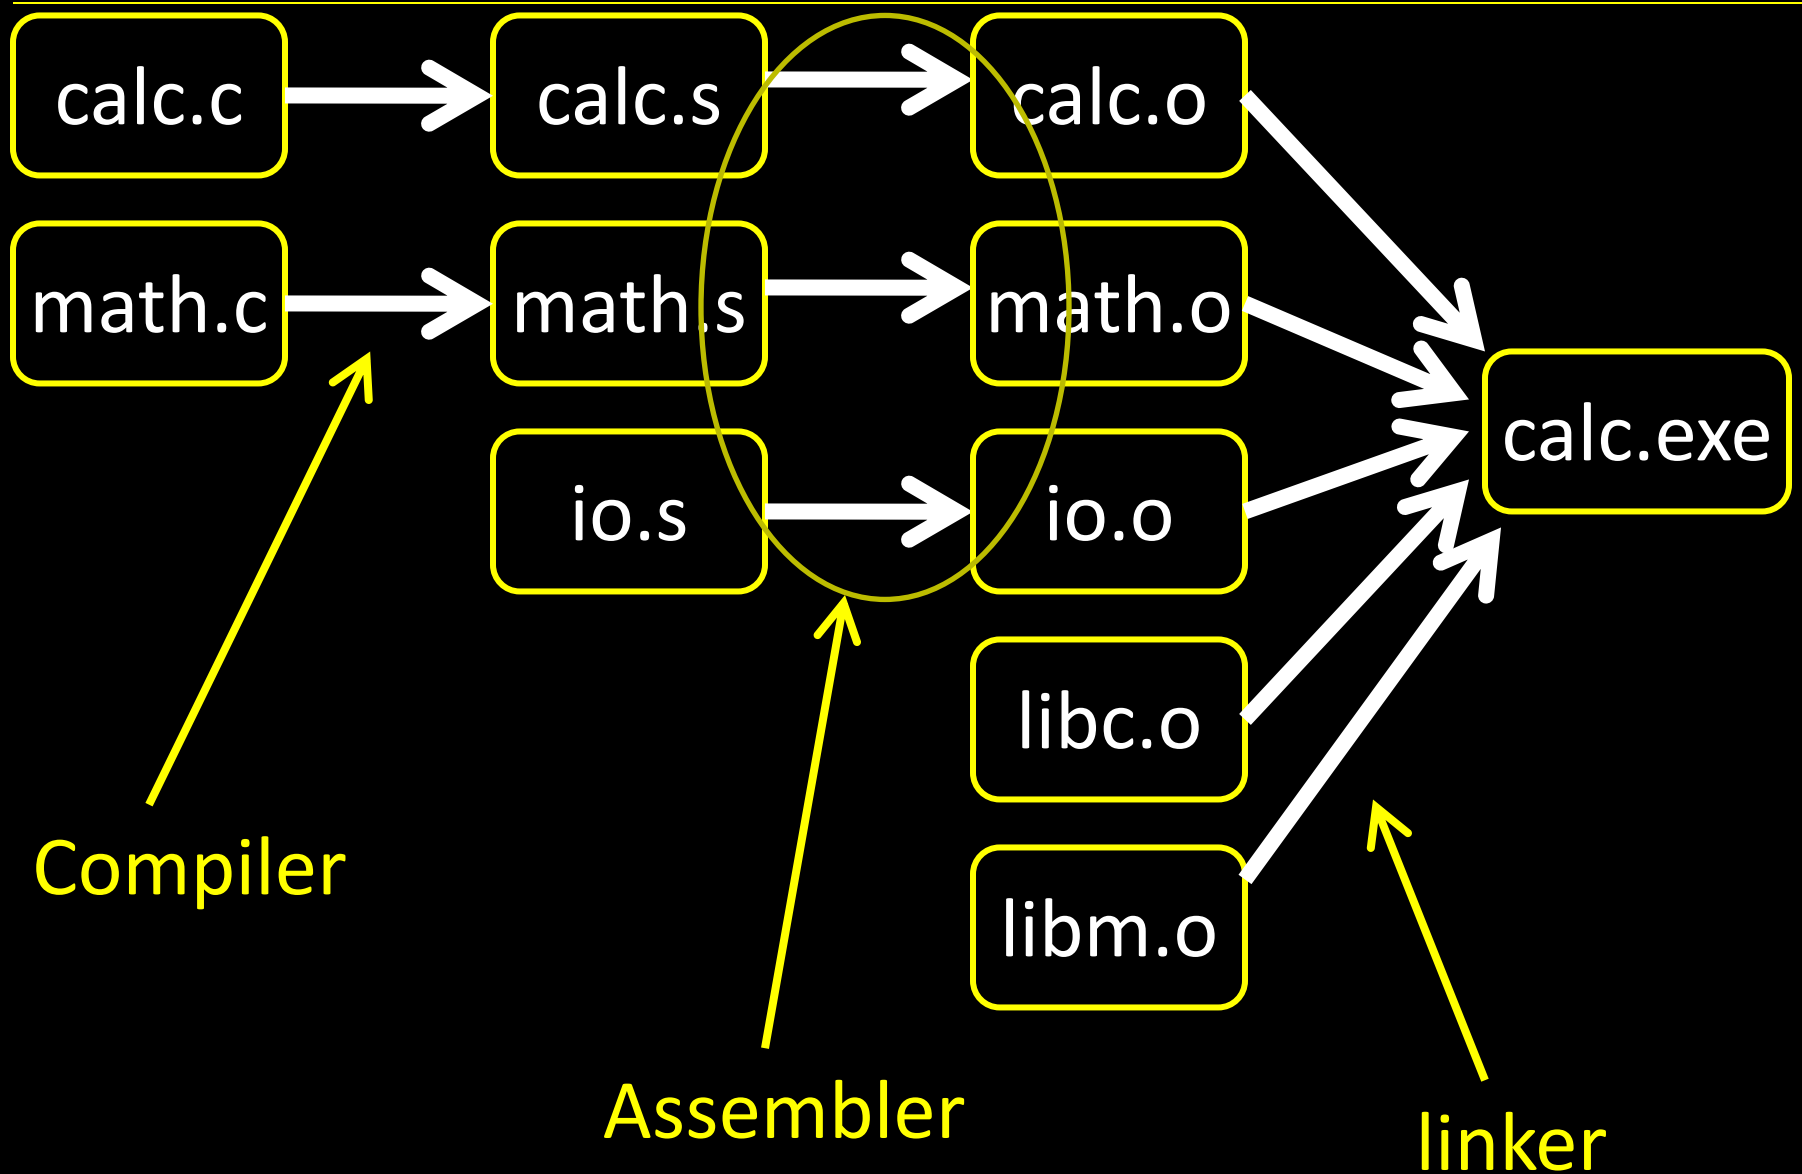 calc.c
calc.s
calc.o
math.c
math.s
math.o
calc.exe
io.s
io.o
libc.o
Compiler
libm.o
Assembler
linker